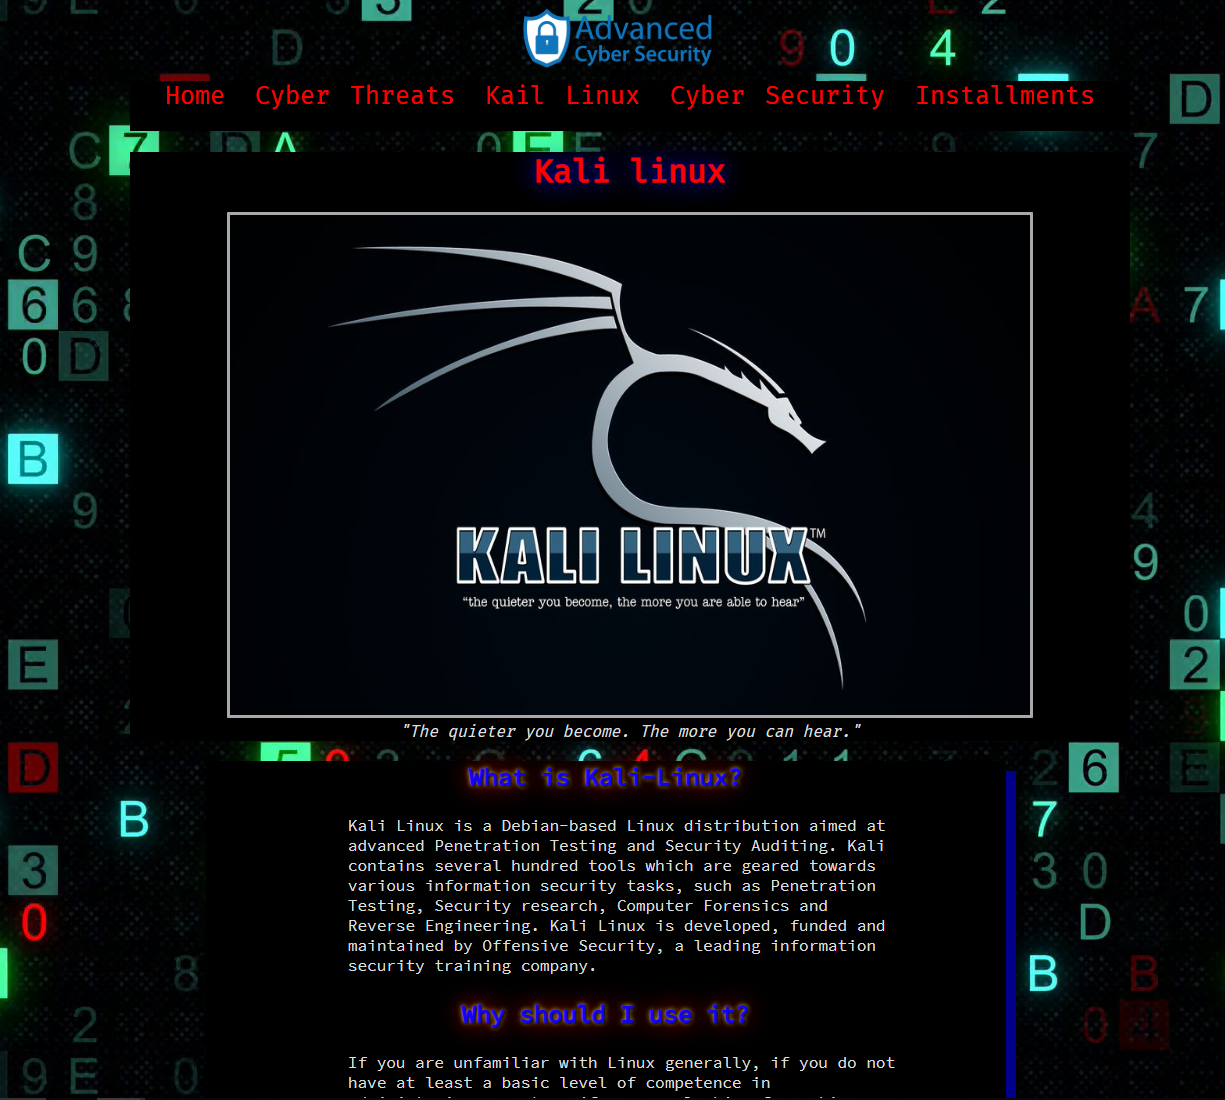 Advanced
Cyber Security
Home Cyber Threats Kail Linux Cyber Security Installments
Kali linux
KALI LINUX™
“the quieter you become, the more you are able to hear”
"The quieter you become. The more you can hear."
What is Kali-Linux?
Kali Linux is a Debian-based Linux distribution aimed at
advanced Penetration Testing and Security Auditing. Kali
contains several hundred tools which are geared towards
various information security tasks, such as Penetration
Testing, Security research, Computer Forensics and
Reverse Engineering. Kali Linux is developed, funded and
maintained by Offensive Security, a leading information
security training company.
Why should I use it?
If you are unfamiliar with Linux generally, if you do not
have at least a basic level of competence in